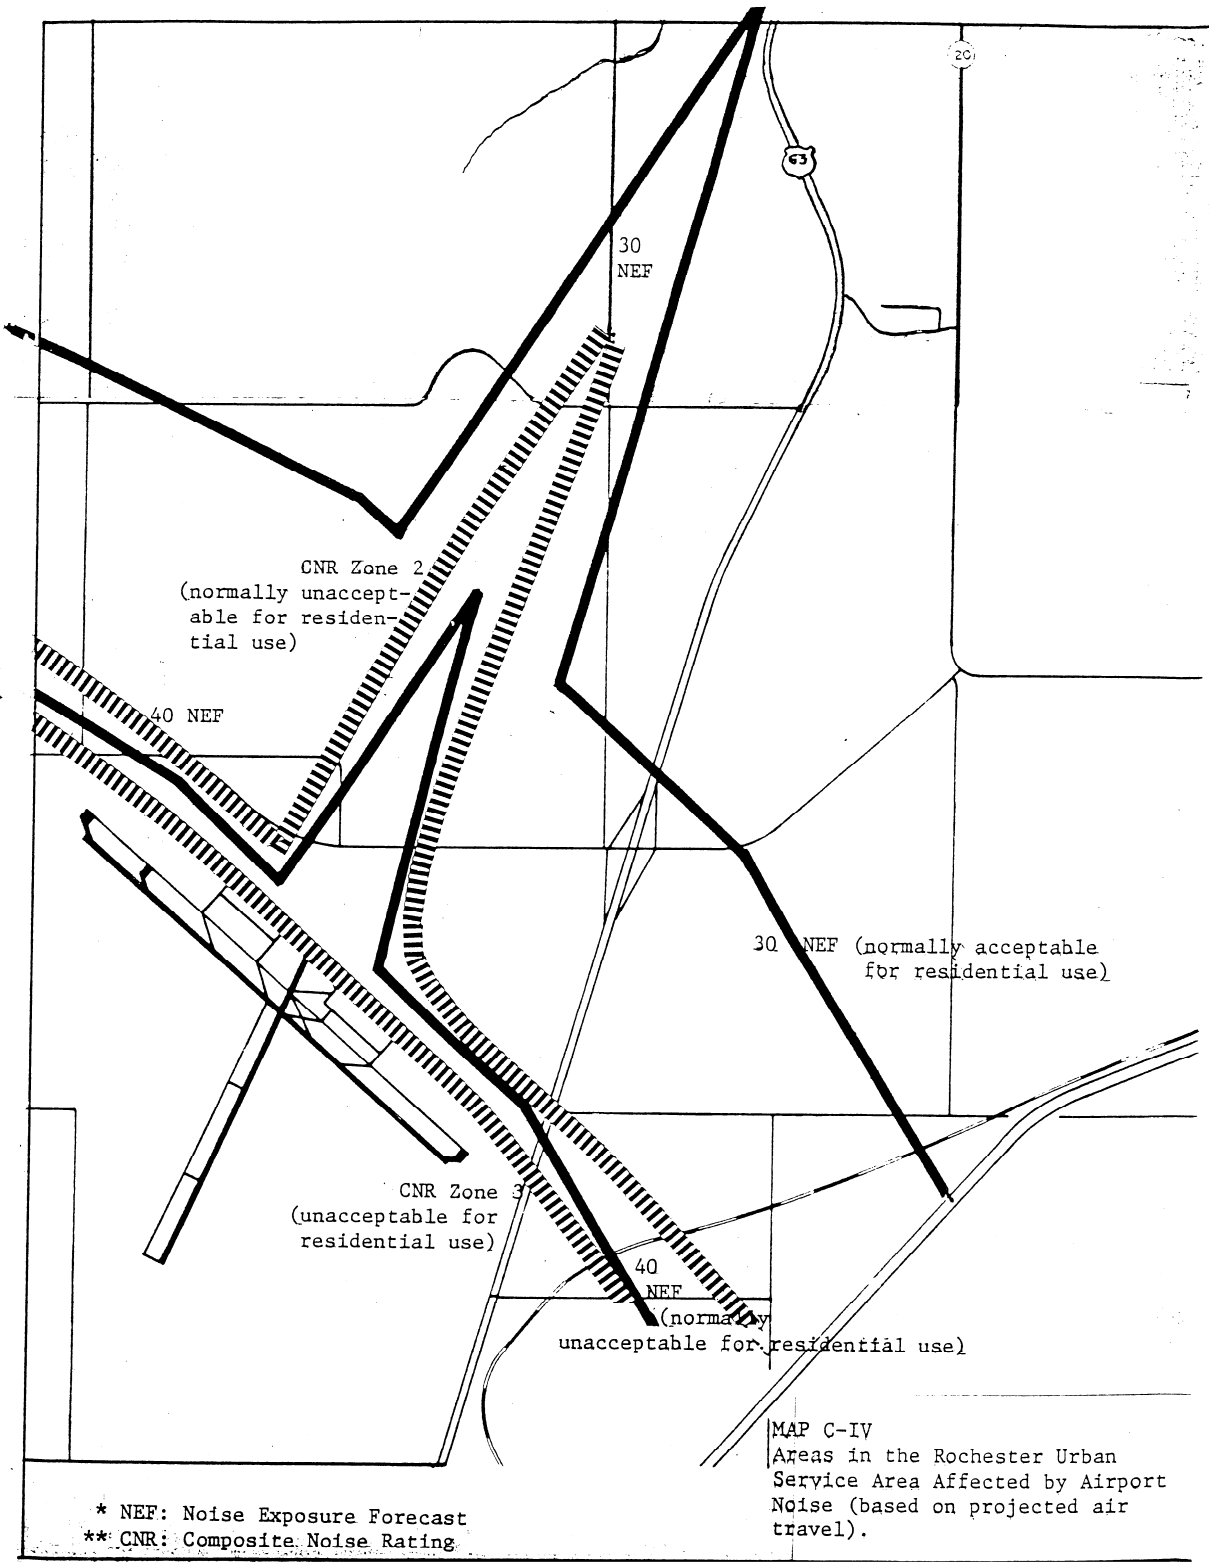 20
63
30
NEF
CNR Zone 2
(normally unaccept-
able for residen-
tial use)
40 NEF
30 NEF (normally acceptable
for residential use)
CNR Zone 3
(unacceptable for
residential use)
40
NEF
(normally
unacceptable for residential use)
MAP C-IV
Areas in the Rochester Urban
Service Area Affected by Airport
Noise (based on projected air
travel).
* NEF: Noise Exposure Forecast
** CNR: Composite Noise Rating